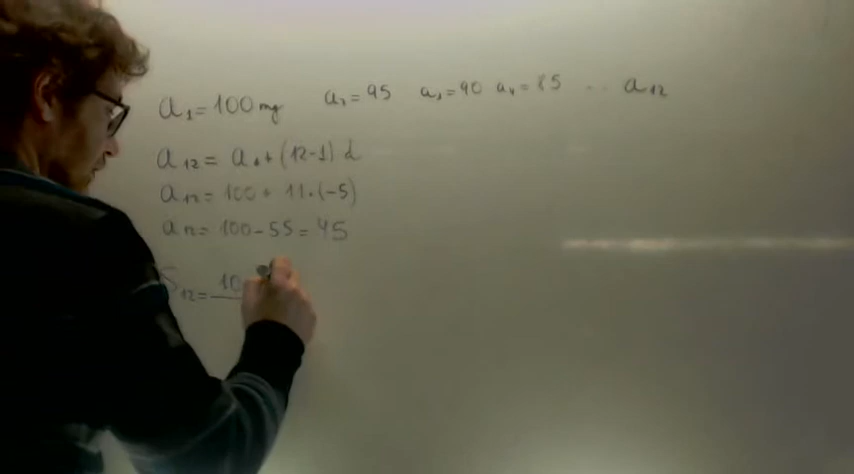 a₁=100 mg a₂=95 a₃=90 a₄=85 .. a₁₂
a₁₂= a₁+(12-1) d
a₁₂= 100+ 11·(-5)
a₁₂= 100-55=45
S₁₂= 10